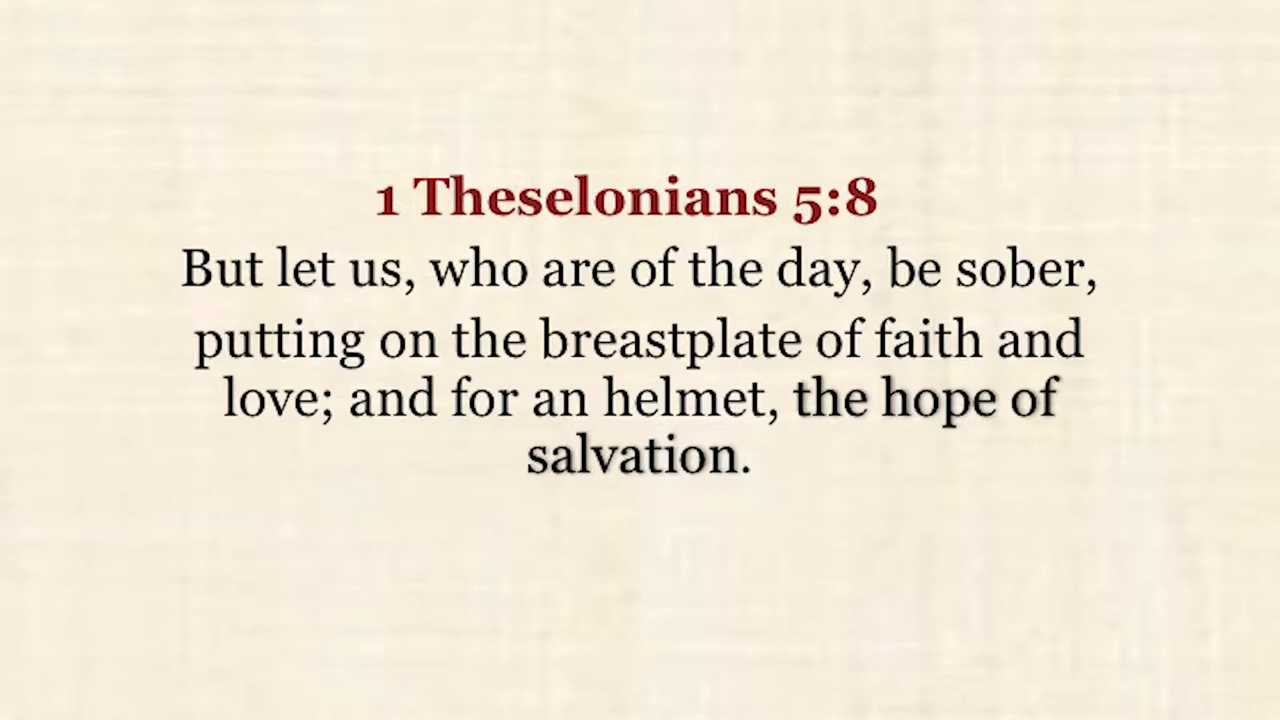 1 Theselonians 5:8
But let us, who are of the day, be sober,
putting on the breastplate of faith and
love; and for an helmet, the hope of
salvation.